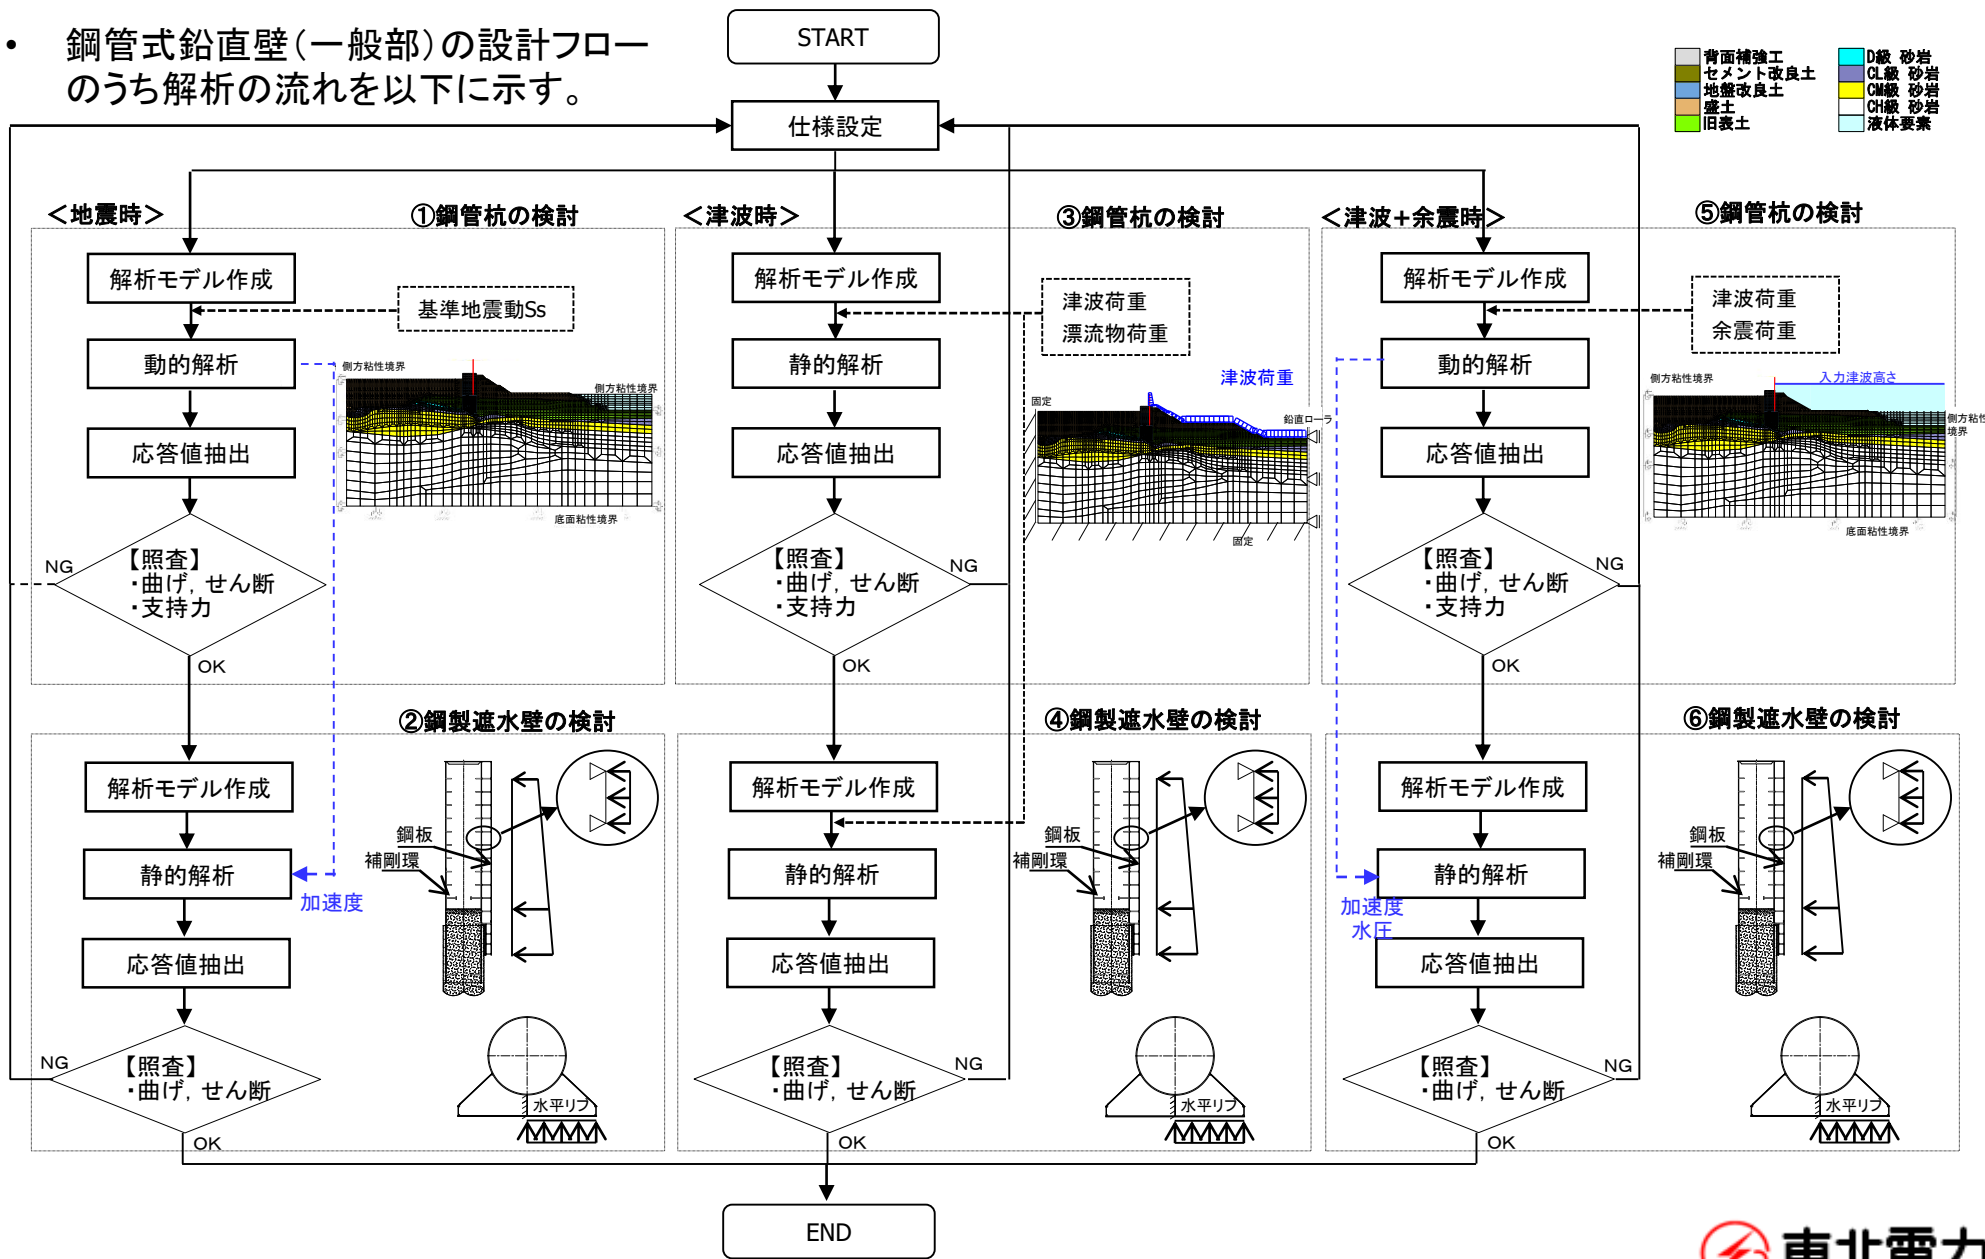 • 鋼管式鉛直壁(一般部)の設計フロー
のうち解析の流れを以下に示す。
START
仕様設定
背面補強工
セメント改良土
地盤改良土
盛土
旧表土
D級 砂岩
CL級 砂岩
CM級 砂岩
CH級 砂岩
液体要素
＜地震時＞
①鋼管杭の検討
解析モデル作成
基準地震動Ss
動的解析
側方粘性境界
側方粘性境界
応答値抽出
底面粘性境界
【照査】
・曲げ, せん断
・支持力
NG
OK
②鋼製遮水壁の検討
解析モデル作成
鋼板
補剛環
静的解析
加速度
応答値抽出
【照査】
・曲げ, せん断
NG
水平リブ
OK
＜津波時＞
③鋼管杭の検討
解析モデル作成
津波荷重
漂流物荷重
静的解析
津波荷重
固定
鉛直ローラ
応答値抽出
固定
【照査】
・曲げ, せん断
・支持力
NG
OK
④鋼製遮水壁の検討
解析モデル作成
鋼板
補剛環
静的解析
応答値抽出
【照査】
・曲げ, せん断
NG
水平リブ
OK
＜津波+余震時＞
⑤鋼管杭の検討
解析モデル作成
津波荷重
余震荷重
動的解析
側方粘性境界
入力津波高さ
側方粘性
境界
応答値抽出
底面粘性境界
【照査】
・曲げ, せん断
・支持力
NG
OK
⑥鋼製遮水壁の検討
解析モデル作成
鋼板
補剛環
静的解析
加速度
水圧
応答値抽出
【照査】
・曲げ, せん断
NG
水平リブ
OK
END
東北電力